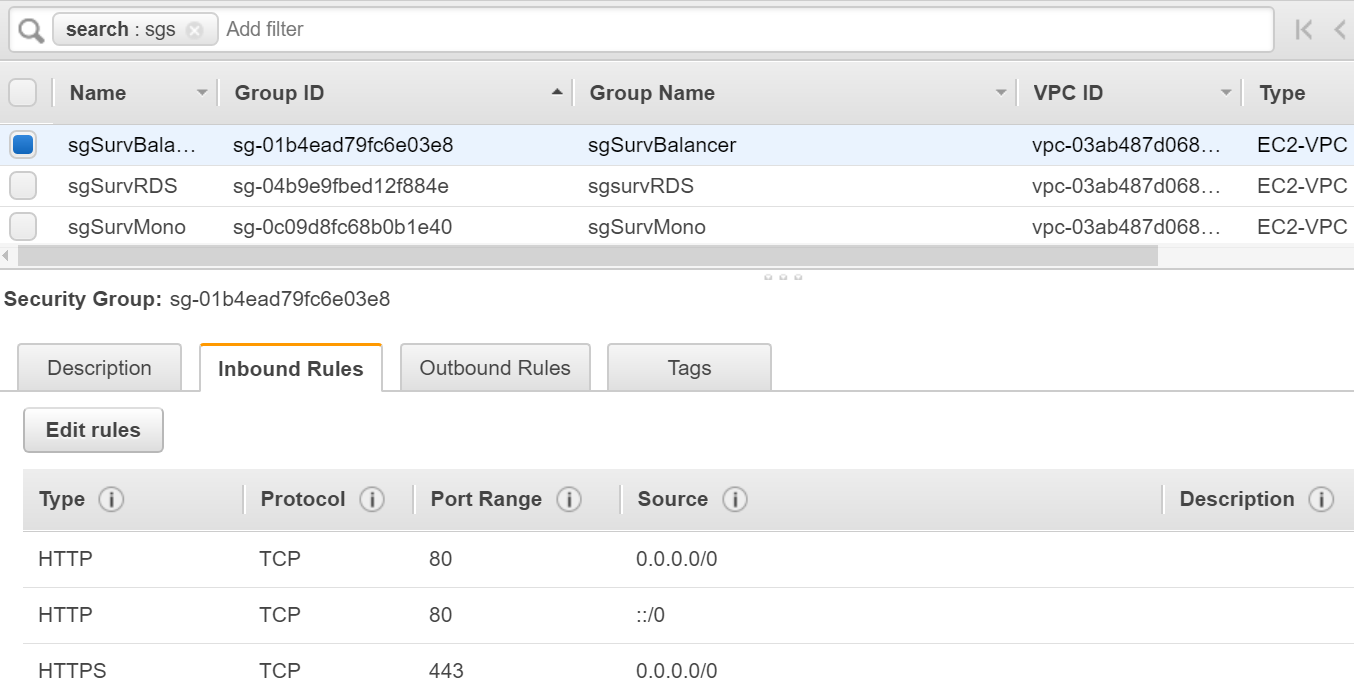 search : sgs Add filter
Name Group ID Group Name VPC ID Type
sgSurvBala… sg-01b4ead79fc6e03e8 sgSurvBalancer vpc-03ab487d068… EC2-VPC
sgSurvRDS sg-04b9e9fbed12f884e sgsurvRDS vpc-03ab487d068… EC2-VPC
sgSurvMono sg-0c09d8fc68b0b1e40 sgSurvMono vpc-03ab487d068… EC2-VPC
Security Group: sg-01b4ead79fc6e03e8
Description Inbound Rules Outbound Rules Tags
Edit rules
Type Protocol Port Range Source Description
HTTP TCP 80 0.0.0.0/0
HTTP TCP 80 ::/0
HTTPS TCP 443 0.0.0.0/0